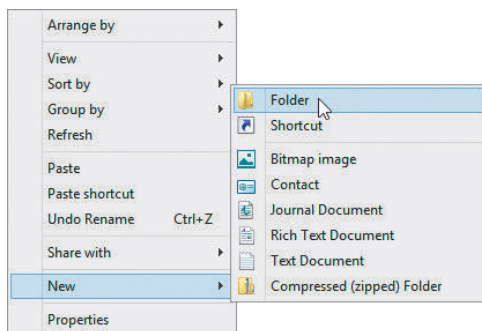 Arrange by
View
Sort by
Group by
Refresh
Paste
Paste shortcut
Undo Rename Ctrl+Z
Share with
New
Properties
Folder
Shortcut
Bitmap image
Contact
Journal Document
Rich Text Document
Text Document
Compressed (zipped) Folder